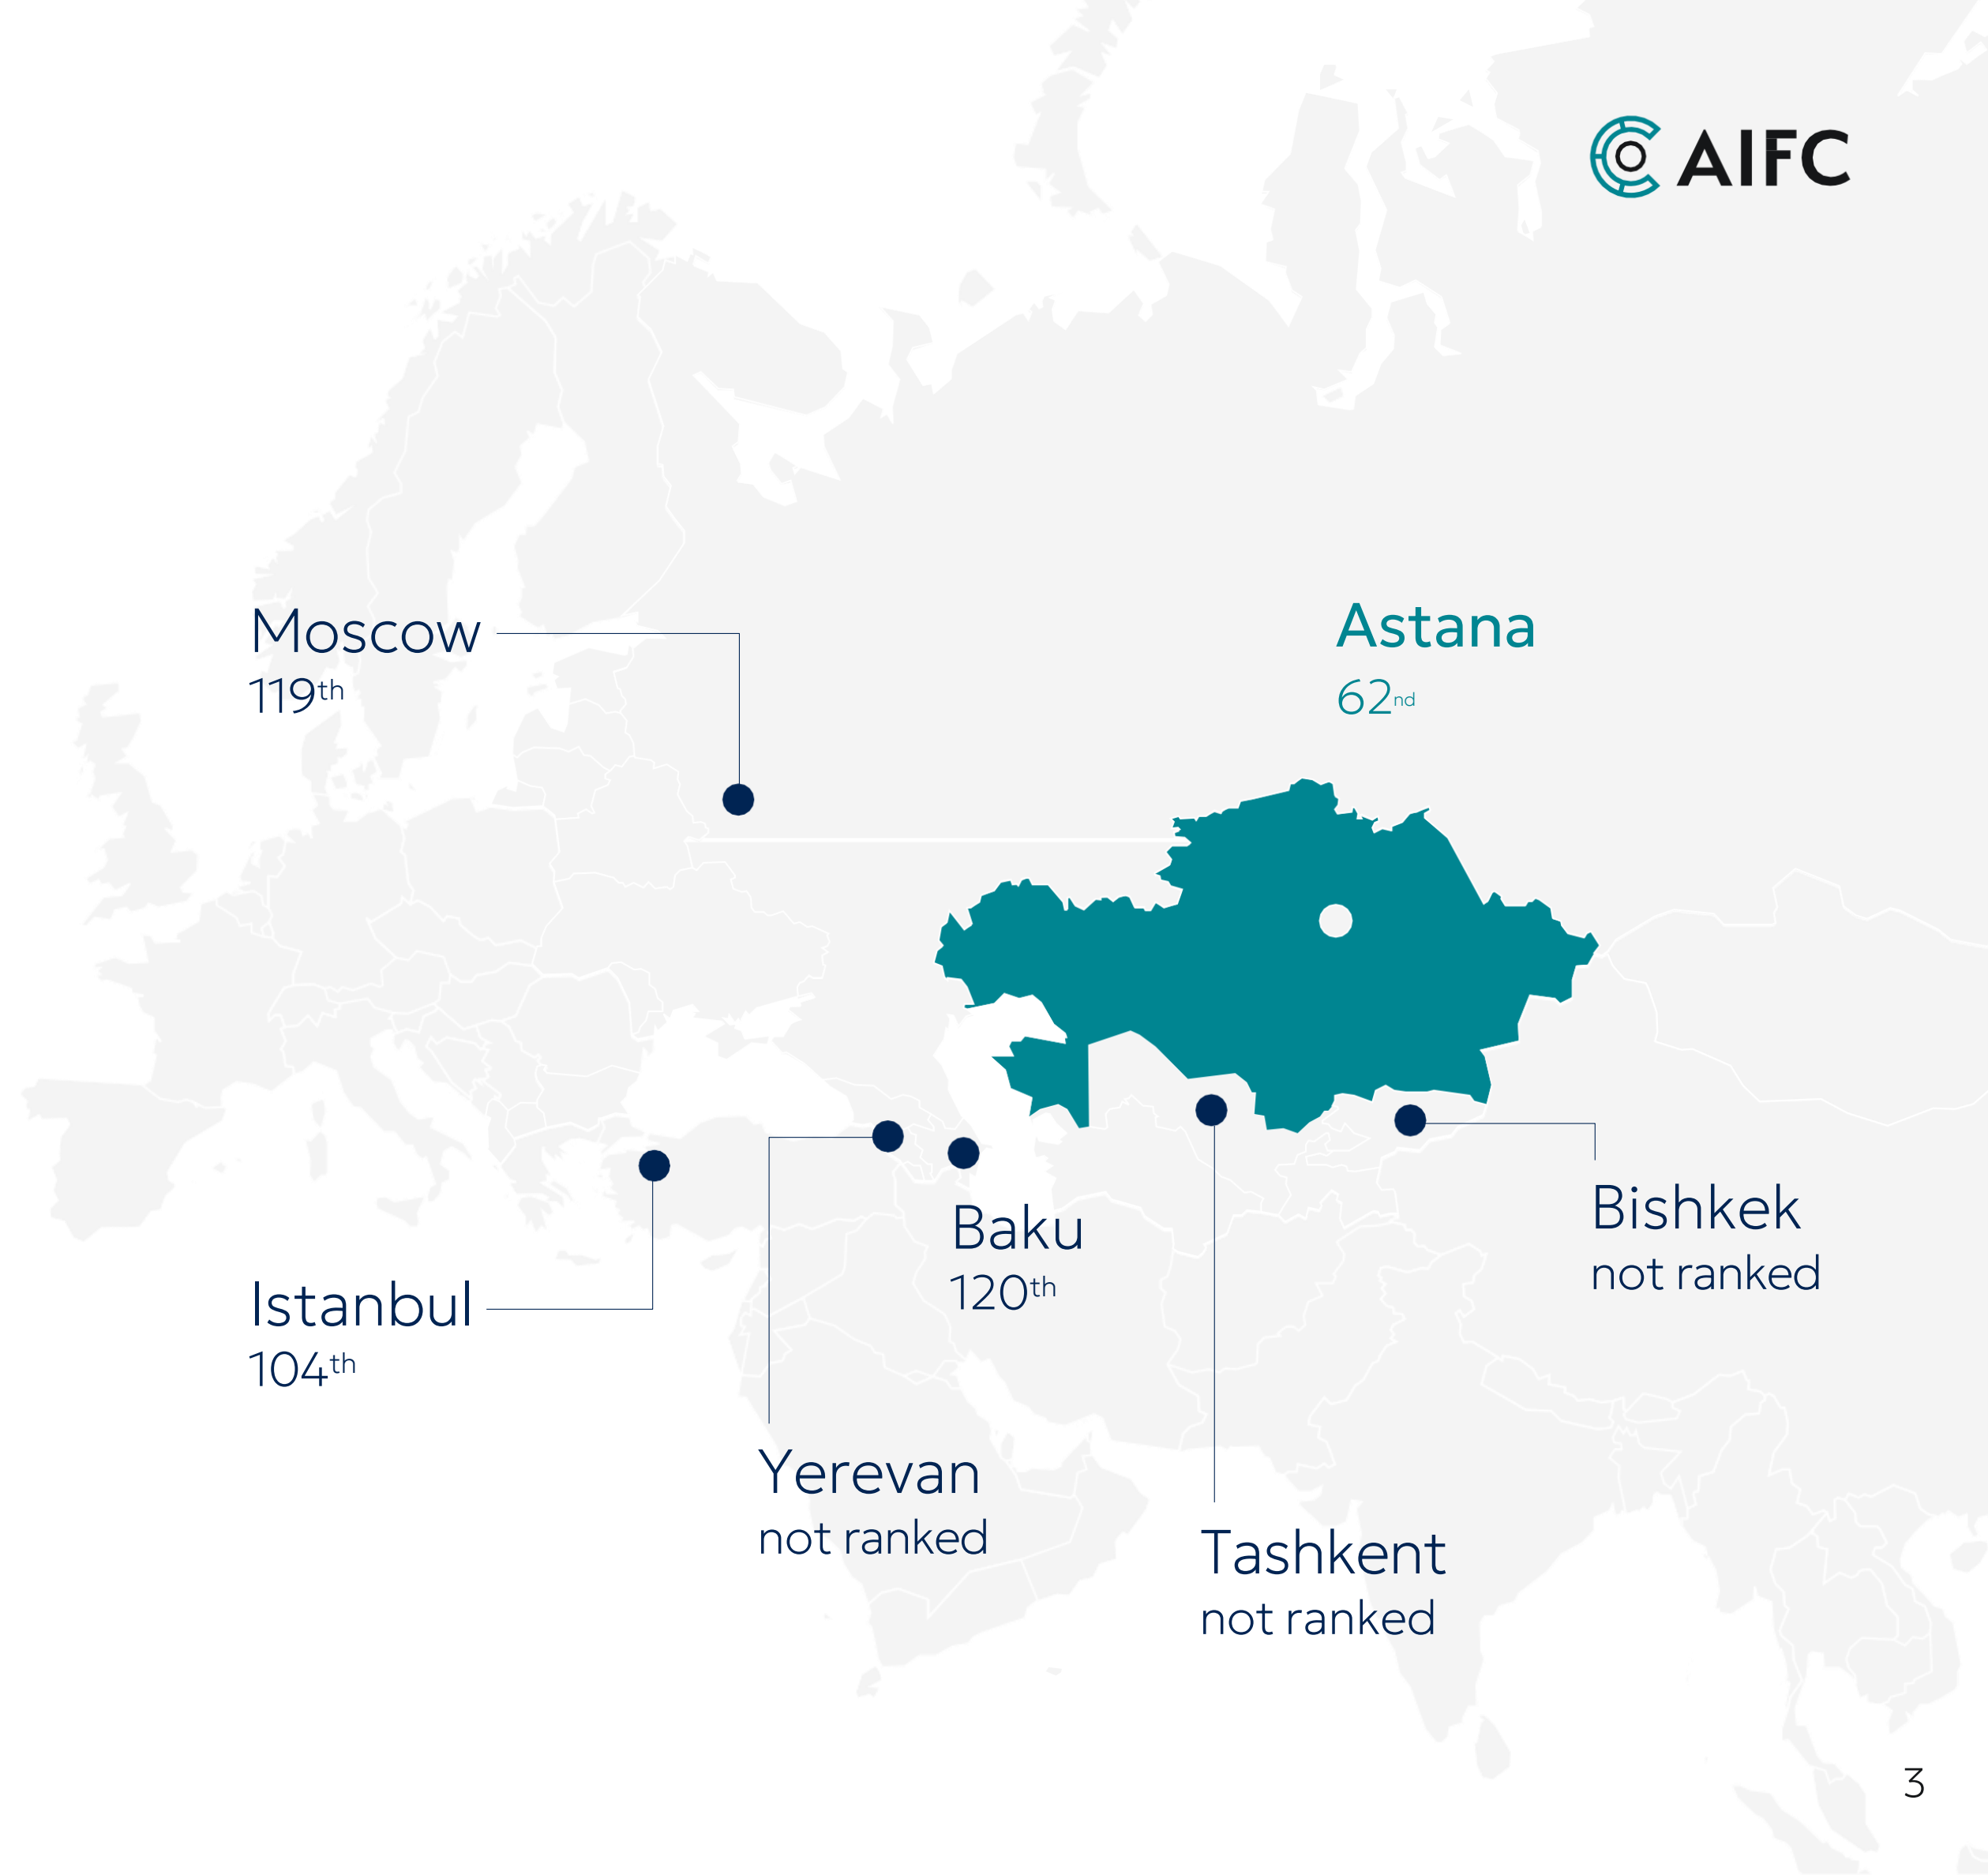 AIFC
Moscow
119th
Astana
62nd
Baku
120th
Bishkek
not ranked
Istanbul
104th
Yerevan
not ranked
Tashkent
not ranked
3